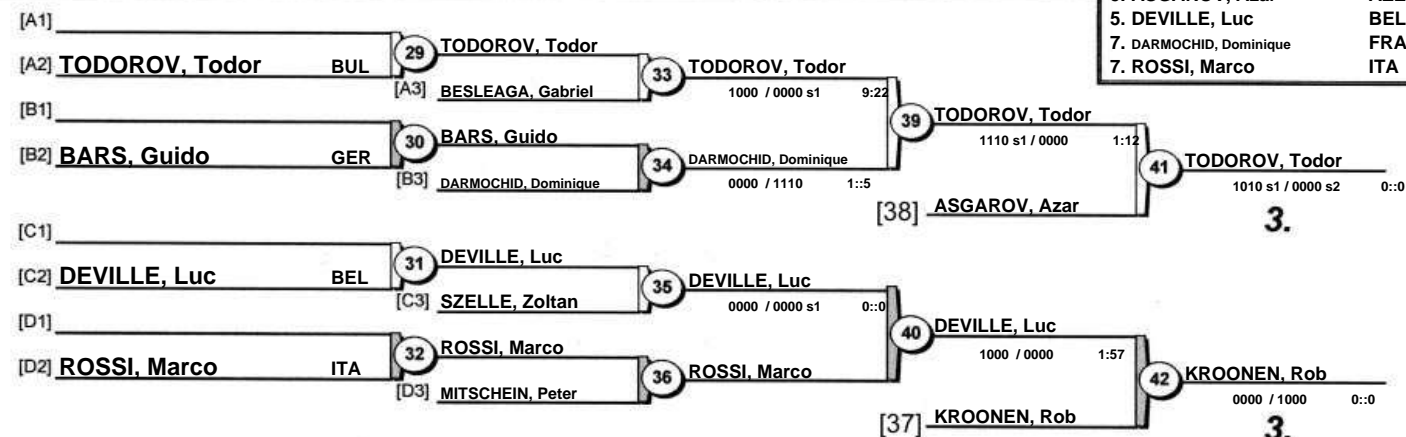 5. DEVILLE, Luc BEL
7. DARMOCHID, Dominique FRA
7. ROSSI, Marco ITA
[A1]
[A2] TODOROV, Todor BUL
29
TODOROV, Todor
[A3] BESLEAGA, Gabriel
33
TODOROV, Todor
1000 / 0000 s1 9:22
[B1]
[B2] BARS, Guido GER
30
BARS, Guido
[B3] DARMOCHID, Dominique
34
DARMOCHID, Dominique
0000 / 1110 1::5
39
TODOROV, Todor
1110 s1 / 0000 1:12
[38] ASGAROV, Azar
41
TODOROV, Todor
1010 s1 / 0000 s2 0::0
3.
[C1]
[C2] DEVILLE, Luc BEL
31
DEVILLE, Luc
[C3] SZELLE, Zoltan
35
DEVILLE, Luc
0000 / 0000 s1 0::0
[D1]
[D2] ROSSI, Marco ITA
32
ROSSI, Marco
[D3] MITSCHEIN, Peter
36
ROSSI, Marco
40
DEVILLE, Luc
1000 / 0000 1:57
[37] KROONEN, Rob
42
KROONEN, Rob
0000 / 1000 0::0
3.